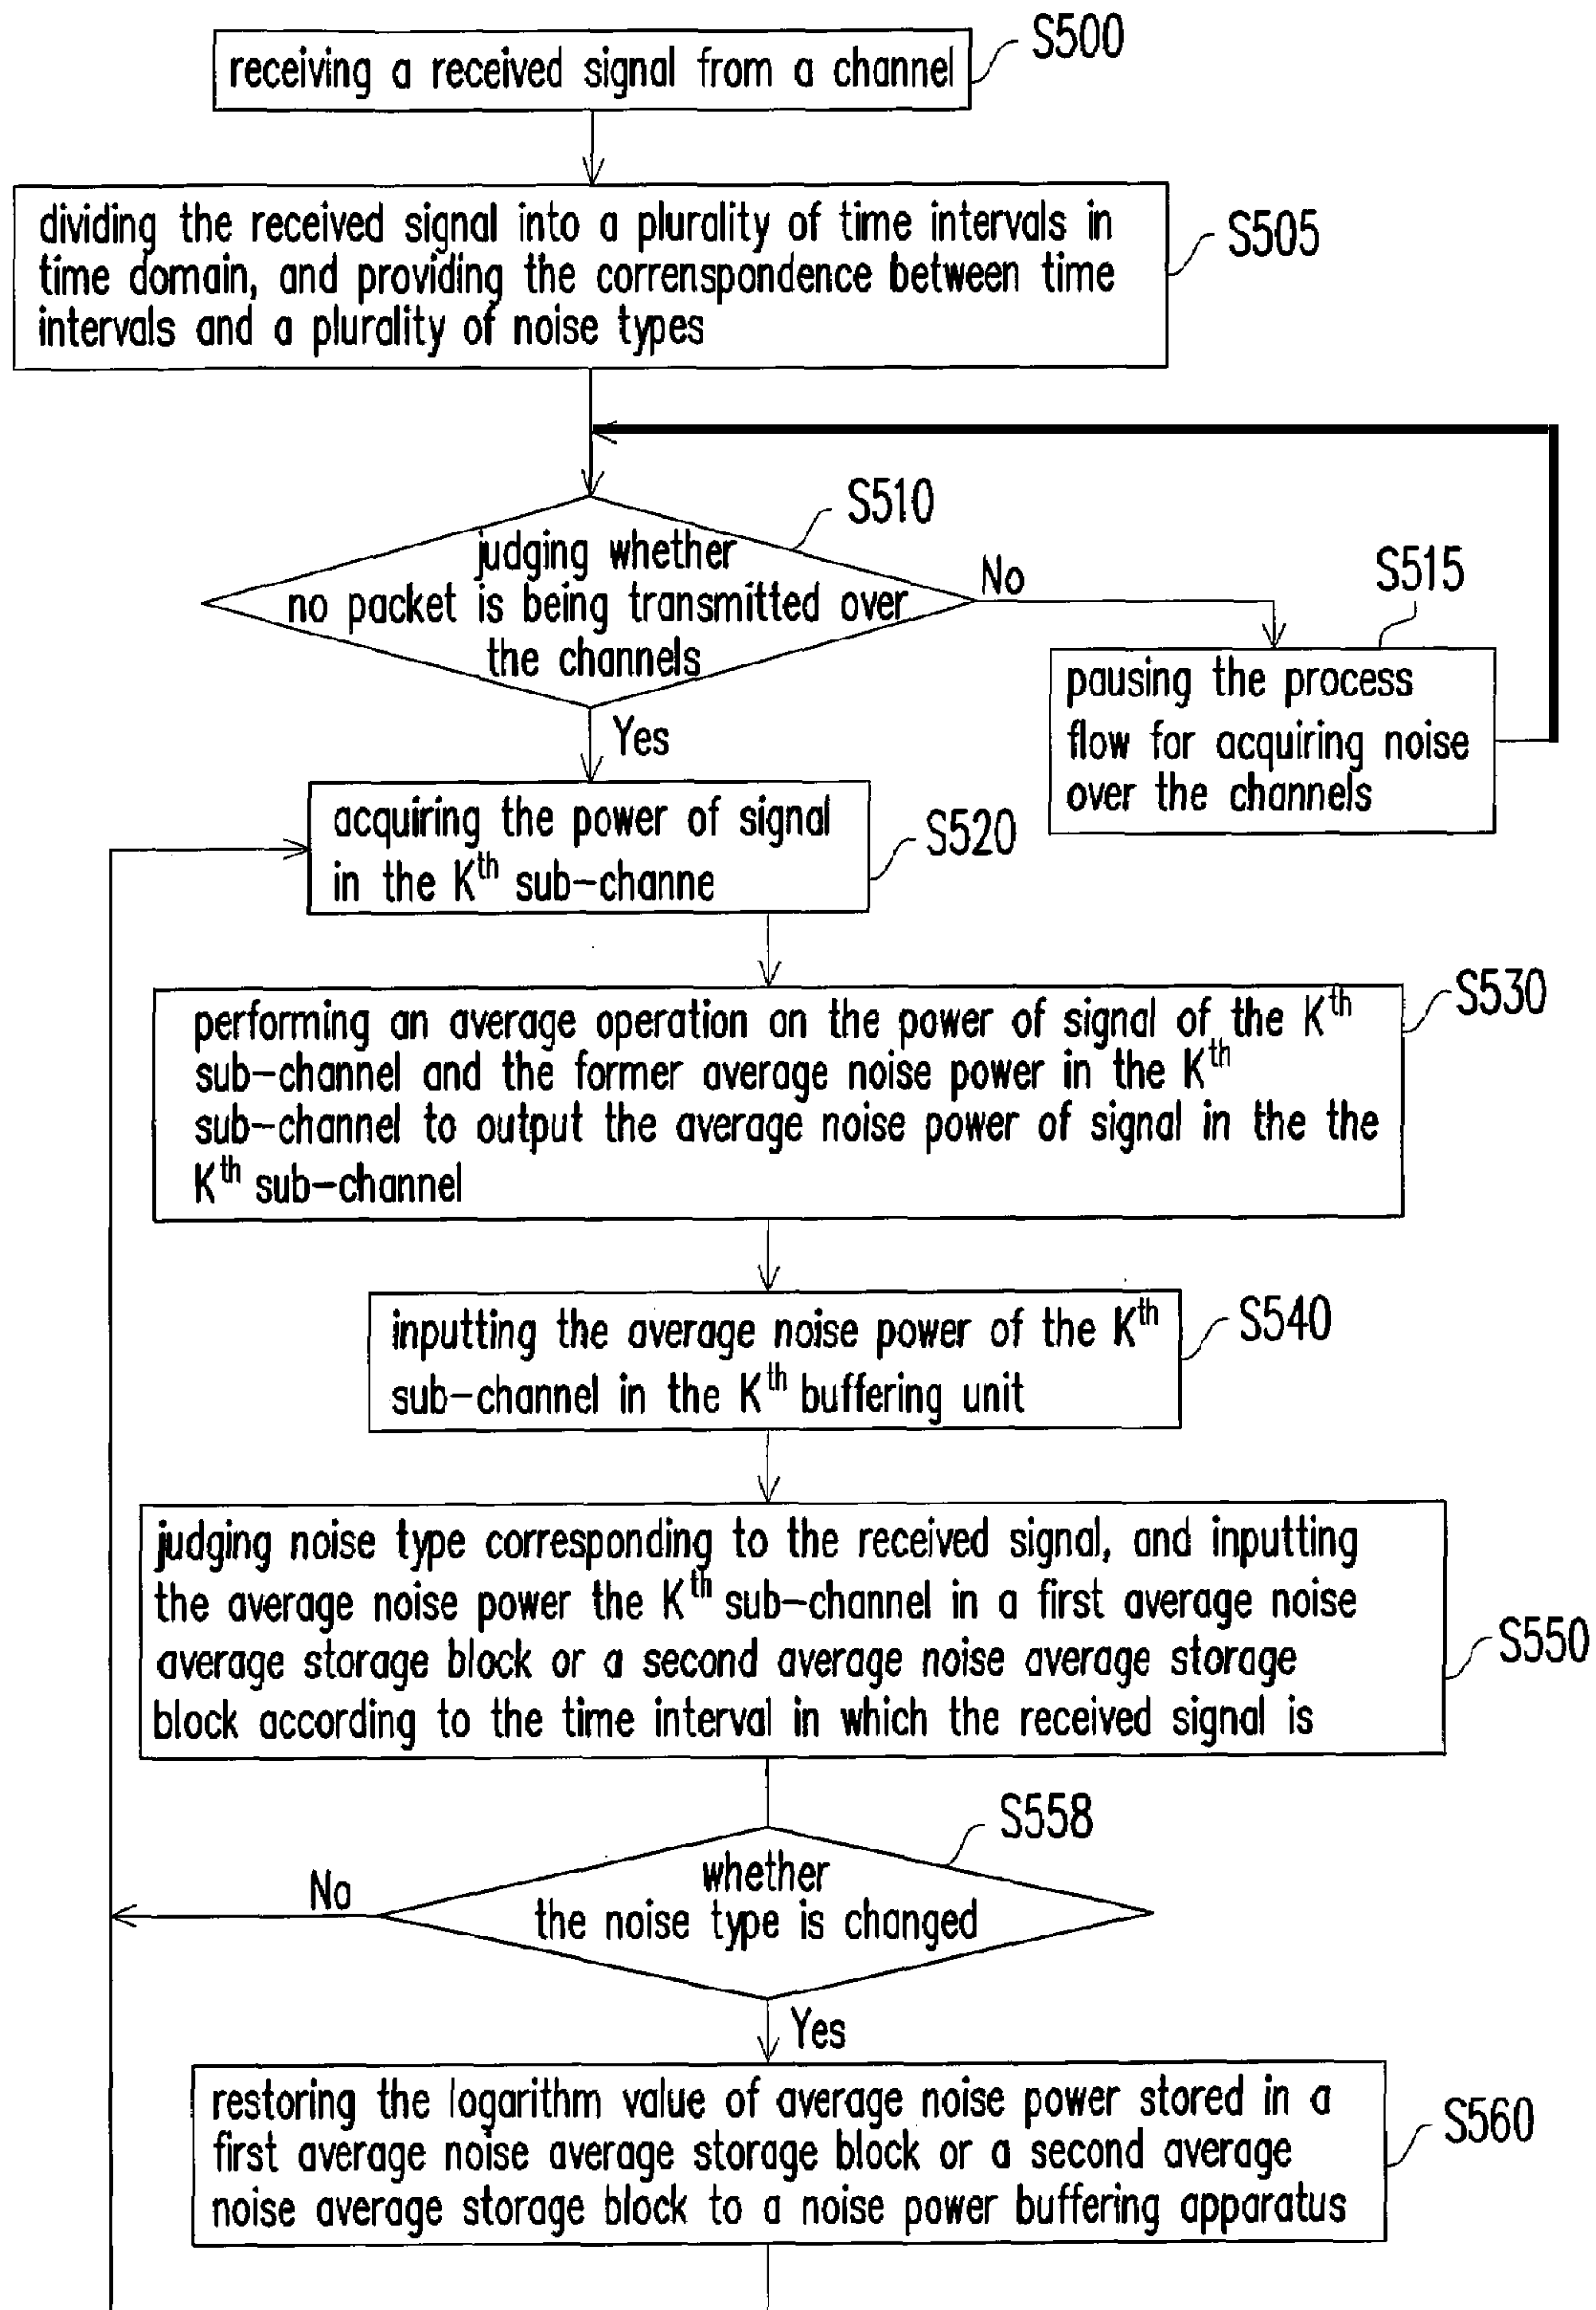 receiving a received signal from a channel
S500
dividing the received signal into a plurality of time intervals in
time domain, and providing the correnspondence between time
intervals and a plurality of noise types
S505
S510
judging whether
no packet is being transmitted over
the channels
No
S515
pausing the process
flow for acquiring noise
over the channels
Yes
acquiring the power of signal
in the Kth sub-channe
S520
performing an average operation on the power of signal of the Kth
sub-channel and the former average noise power in the Kth
sub-channel to output the average noise power of signal in the the
Kth sub-channel
S530
inputting the average noise power of the Kth
sub-channel in the Kth buffering unit
S540
judging noise type corresponding to the received signal, and inputting
the average noise power the Kth sub-channel in a first average noise
average storage block or a second average noise average storage
block according to the time interval in which the received signal is
S550
S558
whether
the noise type is changed
No
Yes
restoring the logarithm value of average noise power stored in a
first average noise average storage block or a second average
noise average storage block to a noise power buffering apparatus
S560